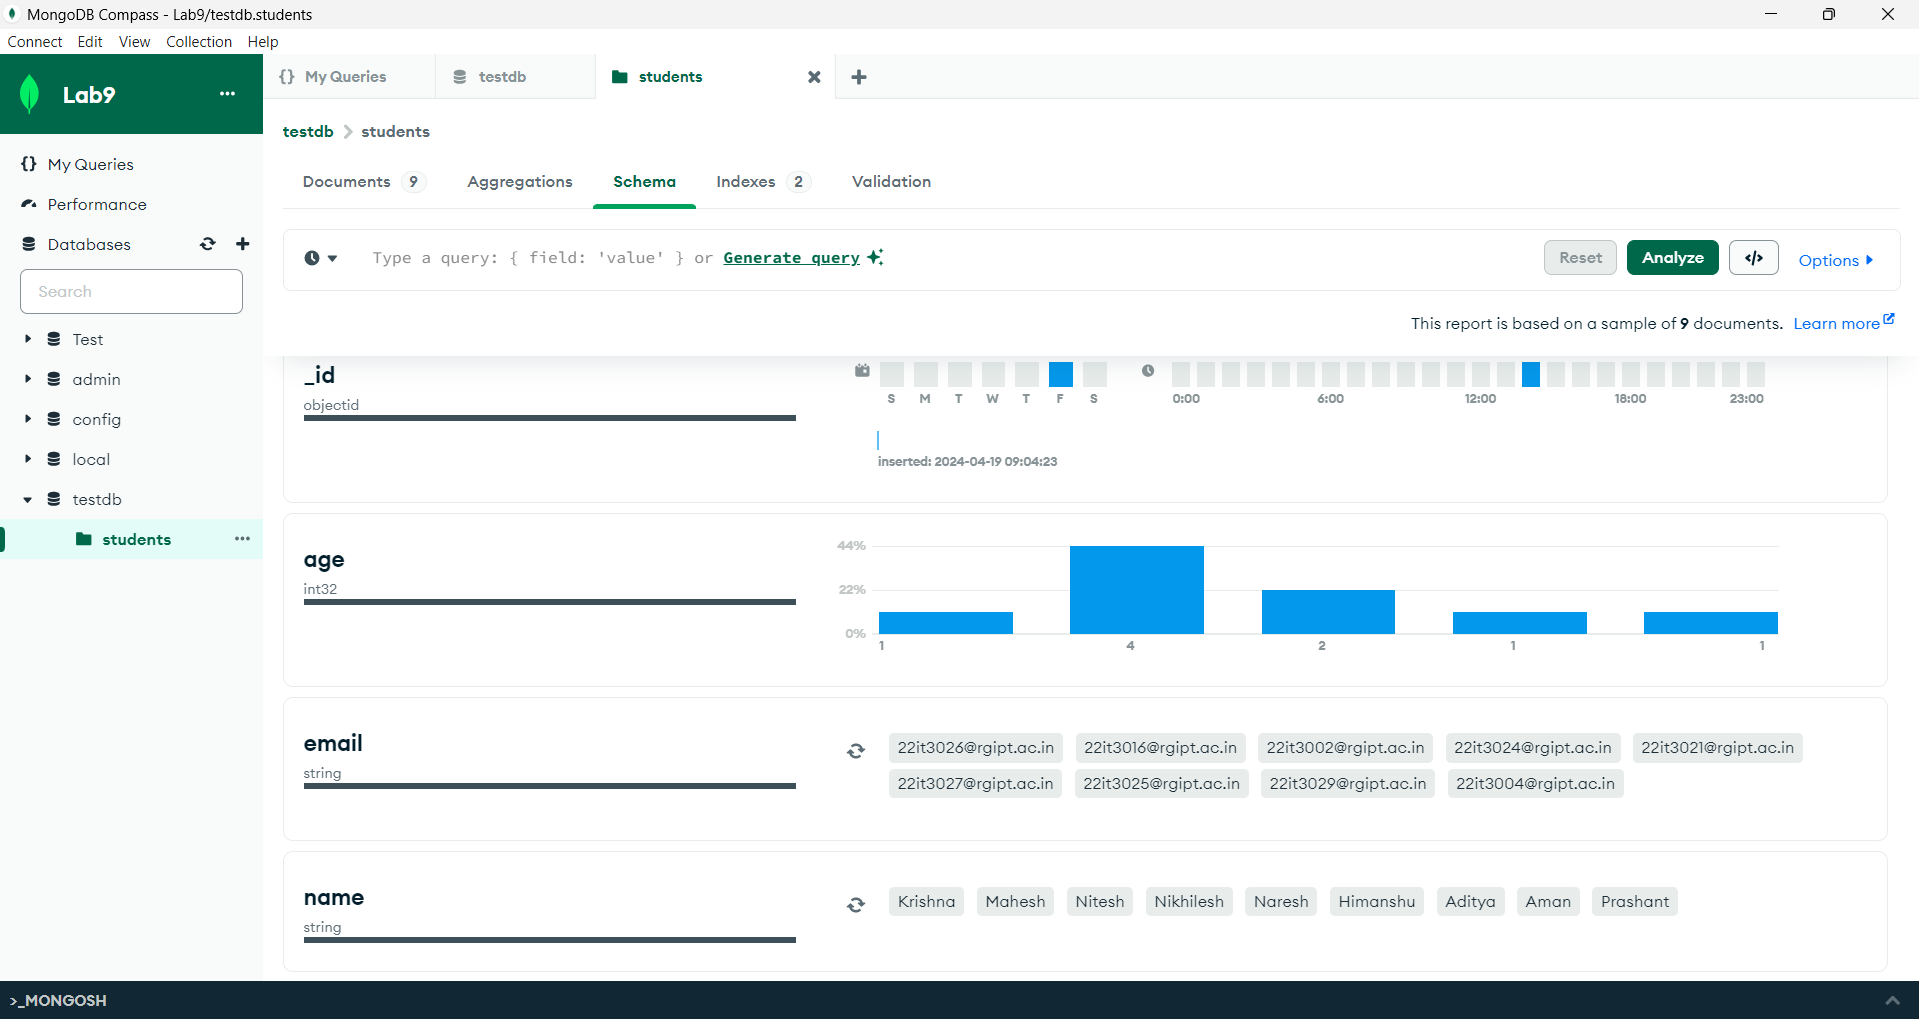 MongoDB Compass - Lab9/testdb.students
Connect Edit View Collection Help
Lab9
My Queries
Performance
Databases
Search
Test
admin
config
local
testdb
students
{} My Queries testdb students
testdb > students
Documents 9 Aggregations Schema Indexes 2 Validation
Type a query: { field: 'value' } or Generate query
Reset Analyze </> Options
This report is based on a sample of 9 documents. Learn more
_id
objectid
S M T W T F S
0:00 6:00 12:00 18:00 23:00
inserted: 2024-04-19 09:04:23
age
int32
44%
22%
0%
1 4 2 1 1
email
string
22it3026@rgipt.ac.in 22it3016@rgipt.ac.in 22it3002@rgipt.ac.in 22it3024@rgipt.ac.in 22it3021@rgipt.ac.in
22it3027@rgipt.ac.in 22it3025@rgipt.ac.in 22it3029@rgipt.ac.in 22it3004@rgipt.ac.in
name
string
Krishna Mahesh Nitesh Nikhilesh Naresh Himanshu Aditya Aman Prashant
>_MONGOSH